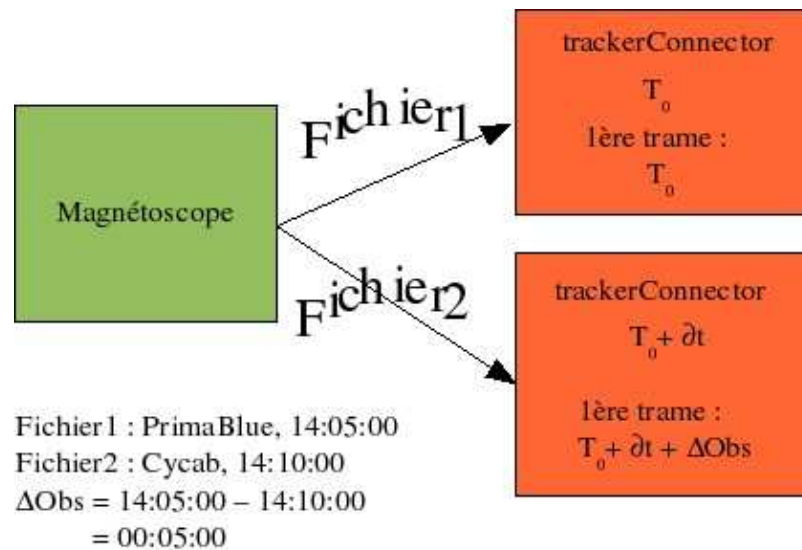 trackerConnector
T0
1ère trame :
T0
Fichier1
Magnétoscope
Fichier2
trackerConnector
T0+ ∂t
1ère trame :
T0+ ∂t + ΔObs
Fichier1 : PrimaBlue, 14:05:00
Fichier2 : Cycab, 14:10:00
ΔObs = 14:05:00 – 14:10:00
= 00:05:00